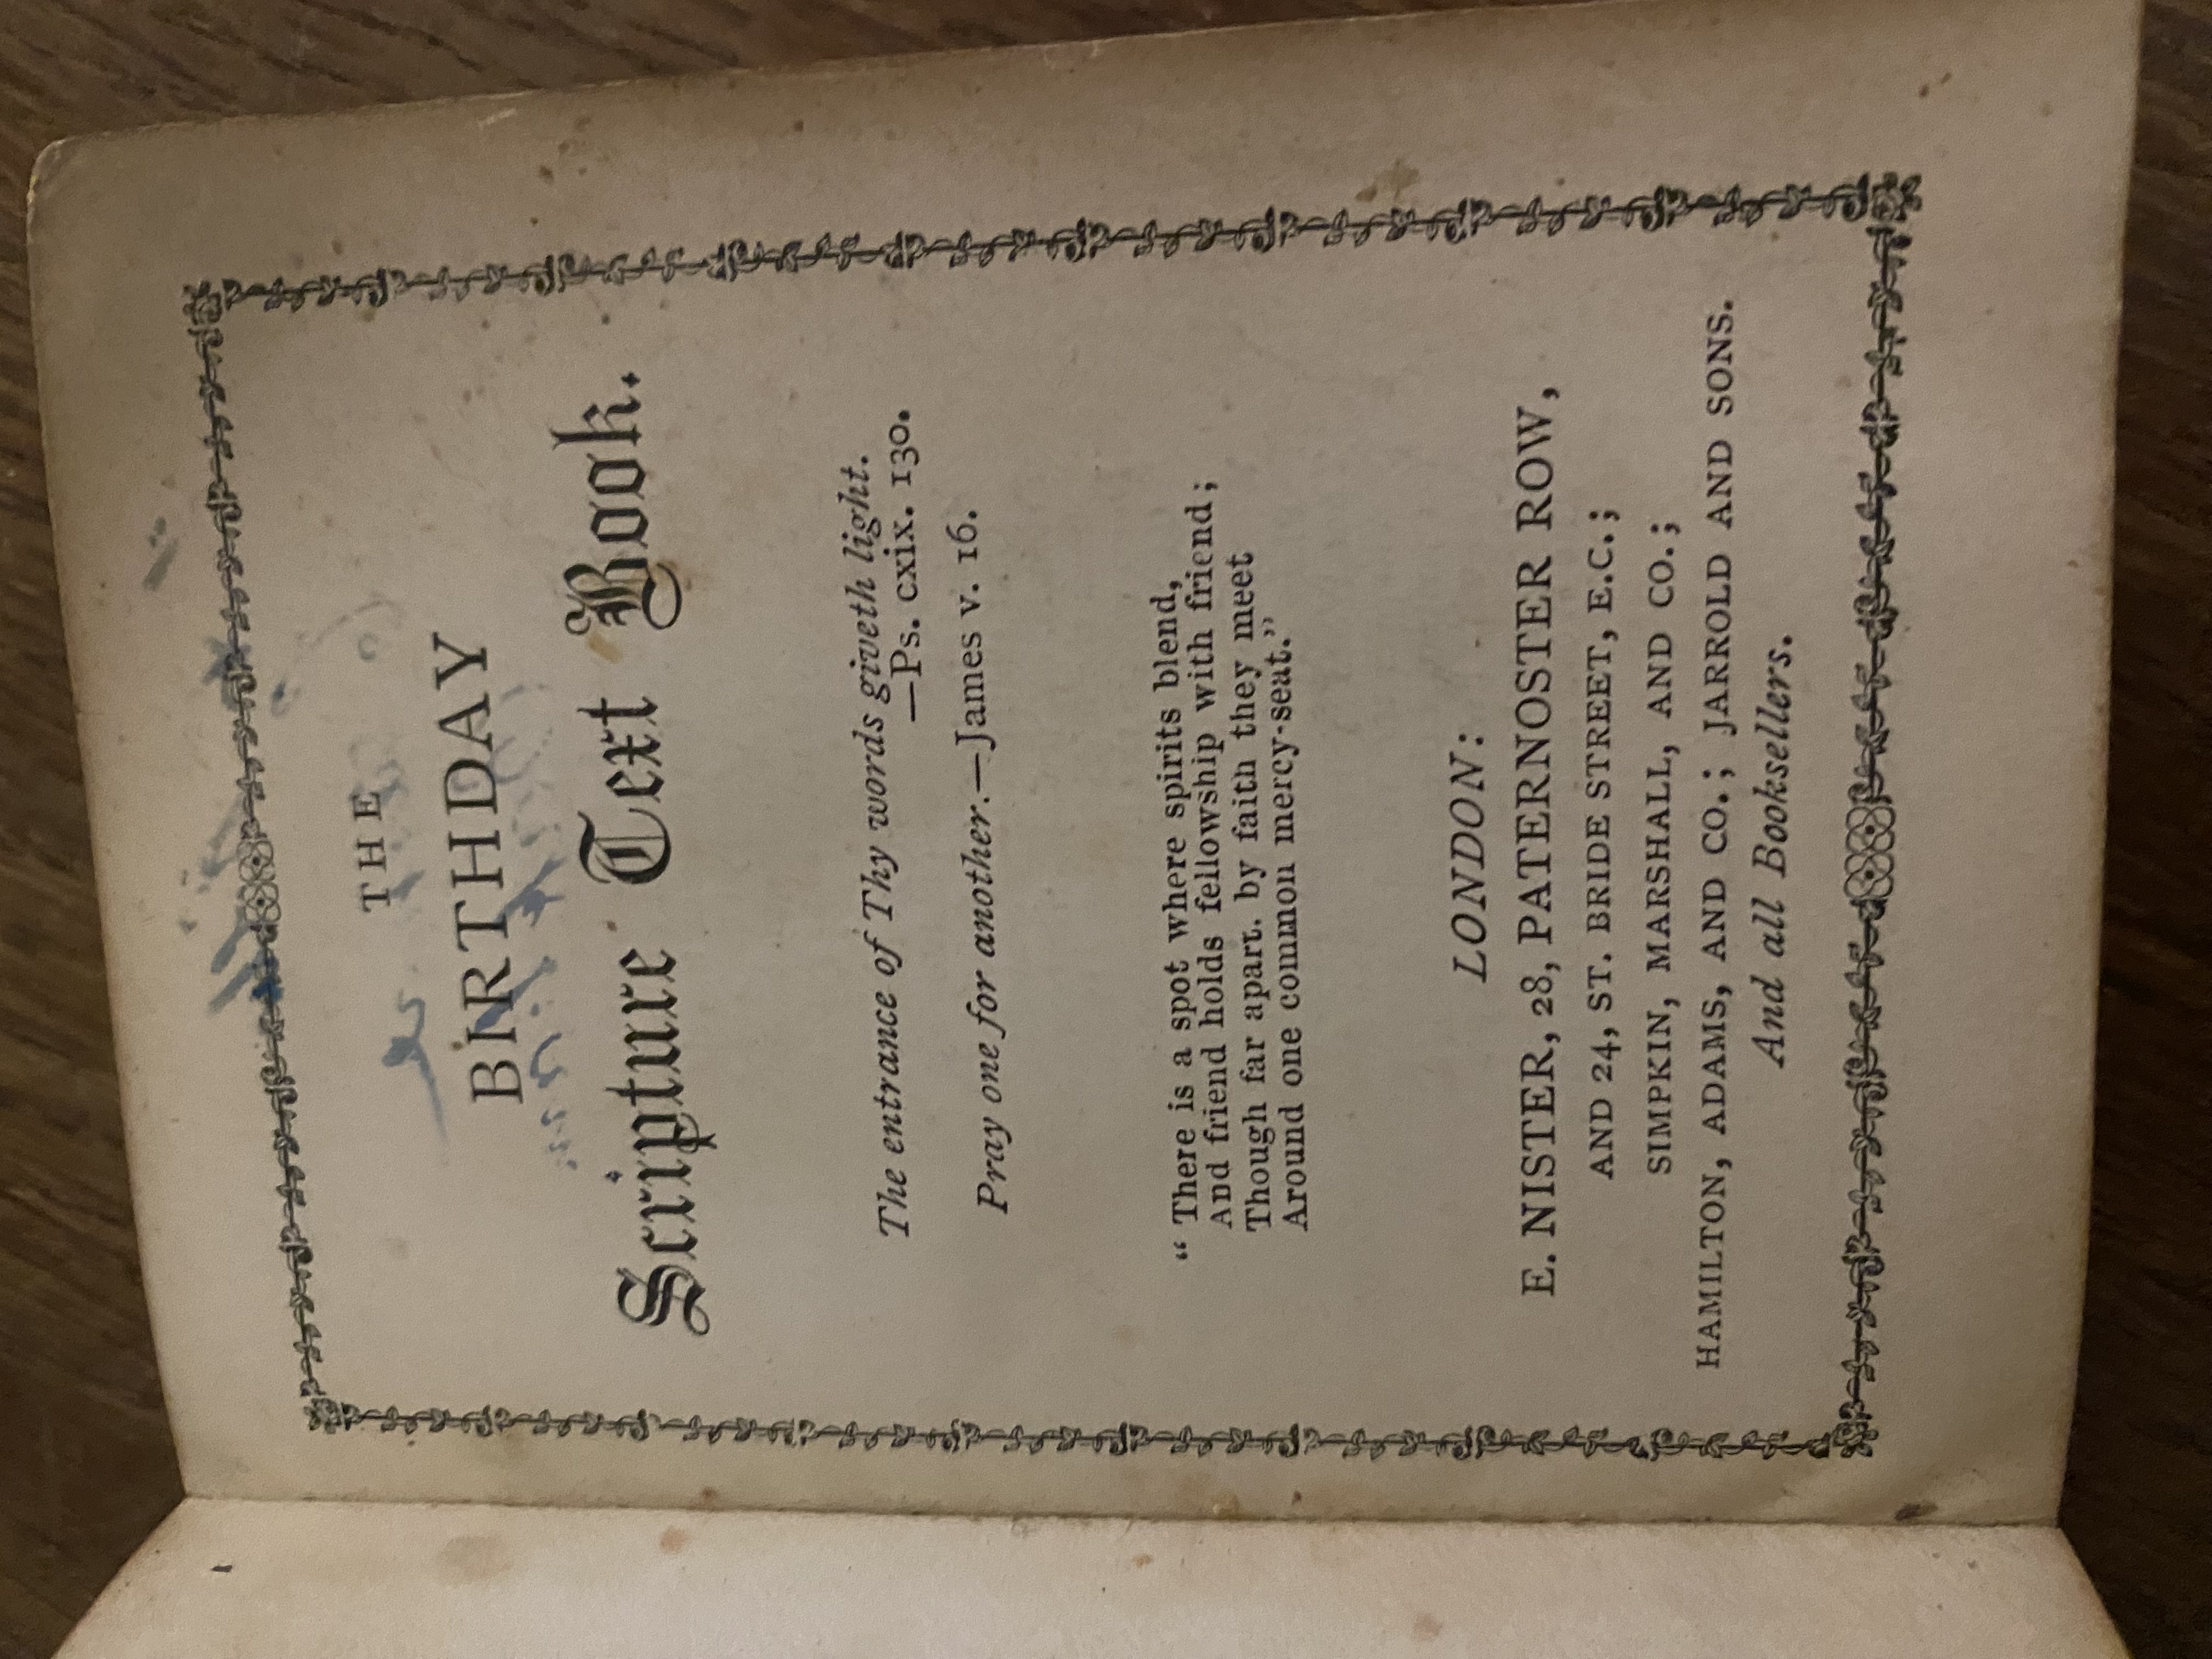 THE
BIRTHDAY
Scripture Text Book.
The entrance of Thy words giveth light.
—Ps. cxix. 130.
Pray one for another.—James v. 16.
“ There is a spot where spirits blend,
And friend holds fellowship with friend ;
Though far apart. by faith they meet
Around one common mercy-seat.”
LONDON:
E. NISTER, 28, PATERNOSTER ROW,
AND 24, ST. BRIDE STREET, E.C.;
SIMPKIN, MARSHALL, AND CO.;
HAMILTON, ADAMS, AND CO.; JARROLD AND SONS.
And all Booksellers.